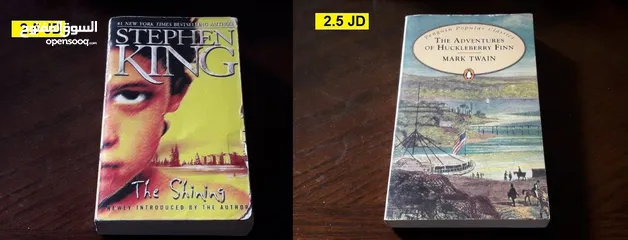 السوق المفتوح
opensooq.com
#1 NEW YORK TIMES BESTSELLING AUTHOR
STEPHEN
KING
The Shining
NEWLY INTRODUCED BY THE AUTHOR
2.5 JD
Penguin Popular Classics
THE ADVENTURES
OF HUCKLEBERRY FINN
MARK TWAIN